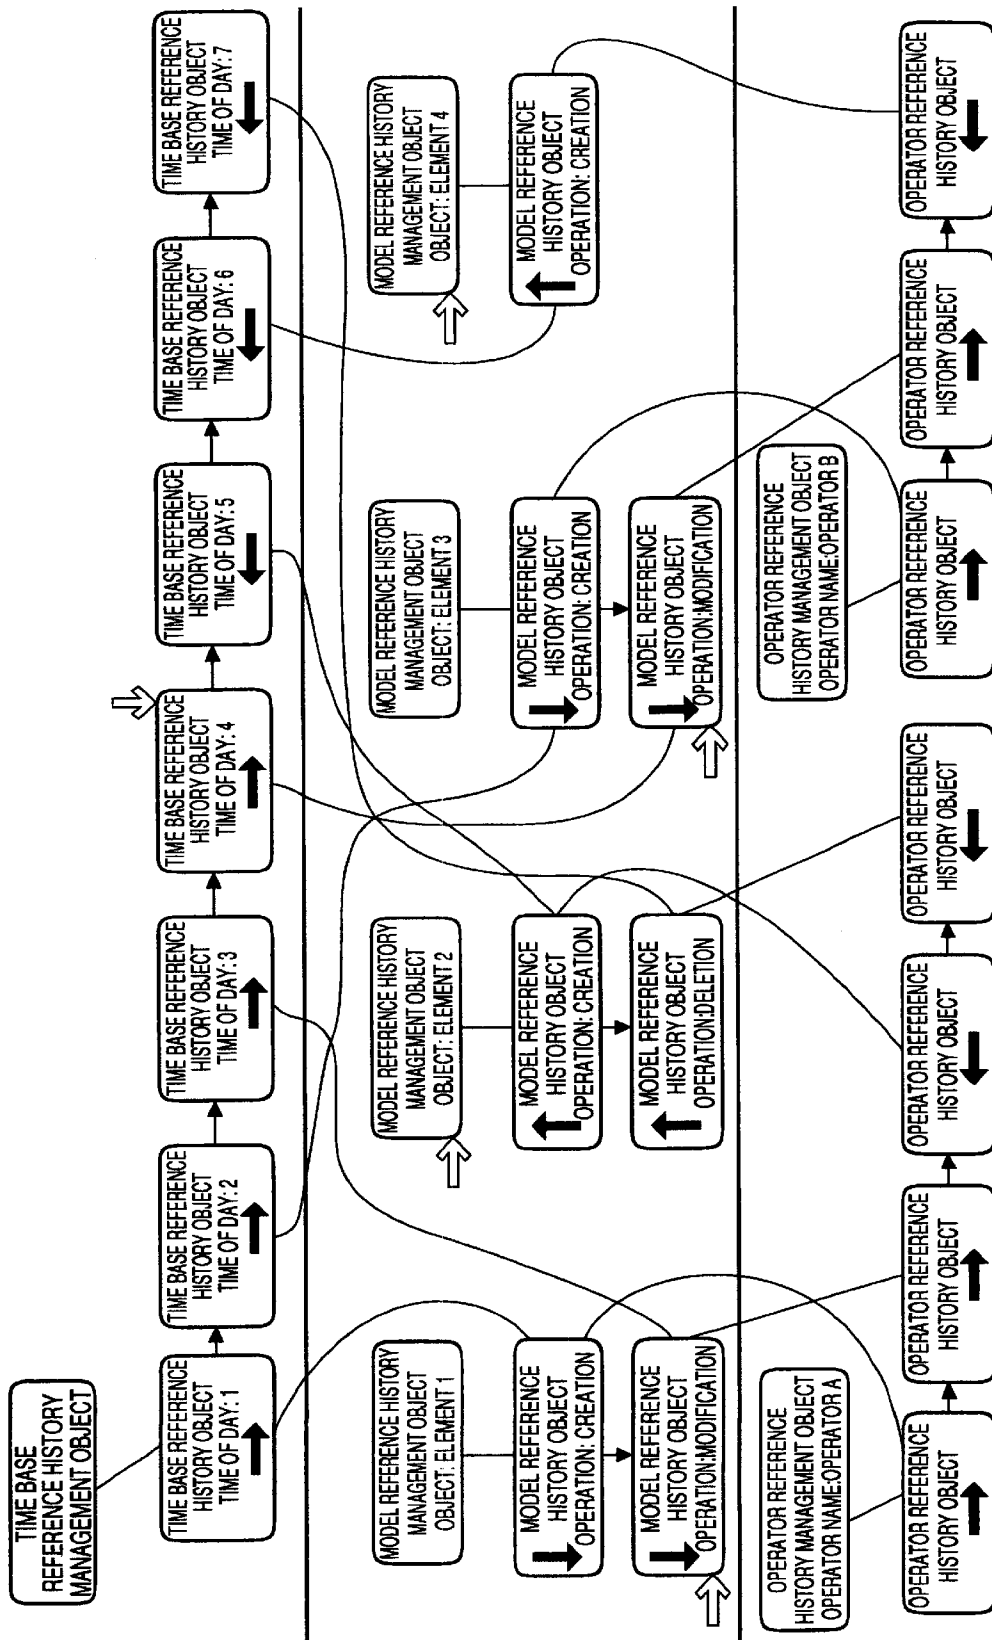 TIME BASE
REFERENCE HISTORY
MANAGEMENT OBJECT
TIME BASE REFERENCE
HISTORY OBJECT
TIME OF DAY: 1
TIME BASE REFERENCE
HISTORY OBJECT
TIME OF DAY: 2
TIME BASE REFERENCE
HISTORY OBJECT
TIME OF DAY: 3
TIME BASE REFERENCE
HISTORY OBJECT
TIME OF DAY: 4
TIME BASE REFERENCE
HISTORY OBJECT
TIME OF DAY: 5
TIME BASE REFERENCE
HISTORY OBJECT
TIME OF DAY: 6
TIME BASE REFERENCE
HISTORY OBJECT
TIME OF DAY: 7
MODEL REFERENCE HISTORY
MANAGEMENT OBJECT
OBJECT: ELEMENT 1
MODEL REFERENCE
HISTORY OBJECT
OPERATION: CREATION
MODEL REFERENCE
HISTORY OBJECT
OPERATION:MODIFICATION
MODEL REFERENCE HISTORY
MANAGEMENT OBJECT
OBJECT: ELEMENT 2
MODEL REFERENCE
HISTORY OBJECT
OPERATION: CREATION
MODEL REFERENCE
HISTORY OBJECT
OPERATION:DELETION
MODEL REFERENCE HISTORY
MANAGEMENT OBJECT
OBJECT: ELEMENT 3
MODEL REFERENCE
HISTORY OBJECT
OPERATION: CREATION
MODEL REFERENCE
HISTORY OBJECT
OPERATION:MODIFICATION
MODEL REFERENCE HISTORY
MANAGEMENT OBJECT
OBJECT: ELEMENT 4
MODEL REFERENCE
HISTORY OBJECT
OPERATION: CREATION
OPERATOR REFERENCE
HISTORY MANAGEMENT OBJECT
OPERATOR NAME:OPERATOR A
OPERATOR REFERENCE
HISTORY OBJECT
OPERATOR REFERENCE
HISTORY OBJECT
OPERATOR REFERENCE
HISTORY OBJECT
OPERATOR REFERENCE
HISTORY OBJECT
OPERATOR REFERENCE
HISTORY MANAGEMENT OBJECT
OPERATOR NAME:OPERATOR B
OPERATOR REFERENCE
HISTORY OBJECT
OPERATOR REFERENCE
HISTORY OBJECT
OPERATOR REFERENCE
HISTORY OBJECT